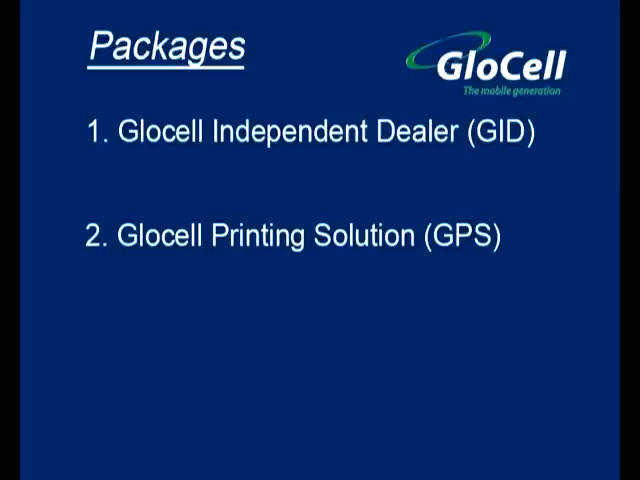 Packages
GloCell
The mobile generation
1. Glocell Independent Dealer (GID)
2. Glocell Printing Solution (GPS)